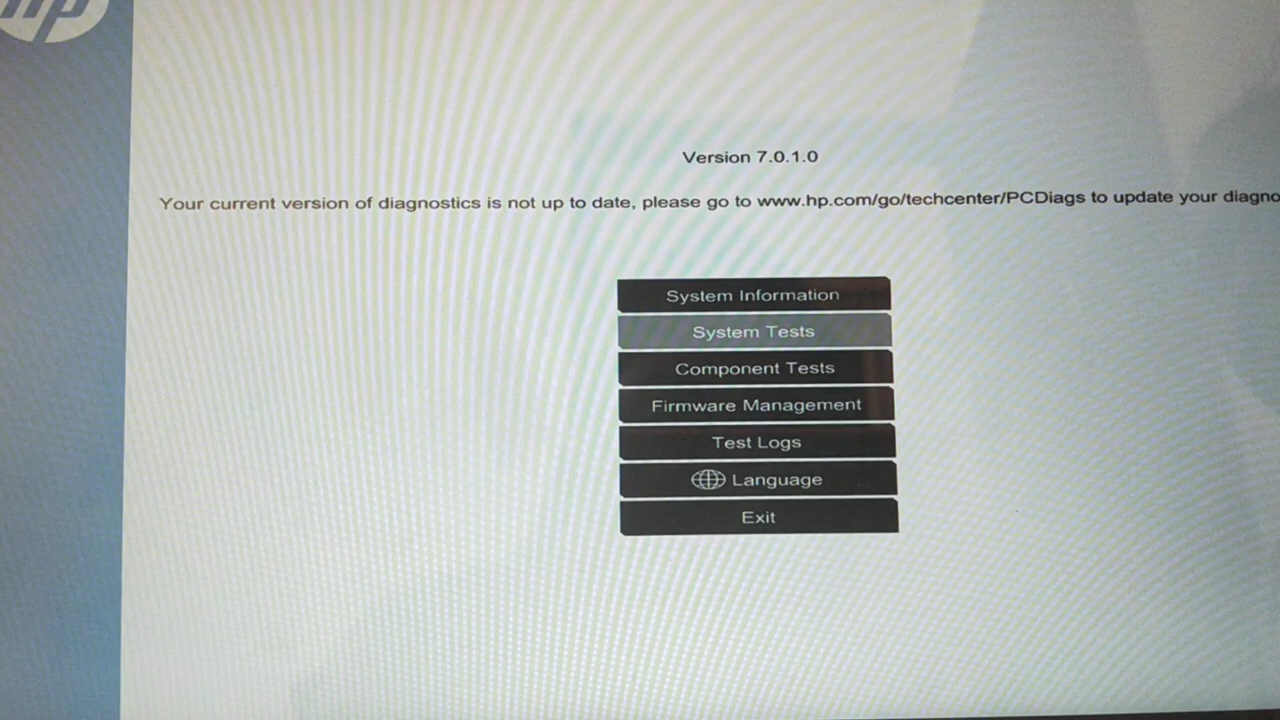 hp
Version 7.0.1.0
Your current version of diagnostics is not up to date, please go to www.hp.com/go/techcenter/PCDiags to update your diagno
System Information
System Tests
Component Tests
Firmware Management
Test Logs
Language
Exit